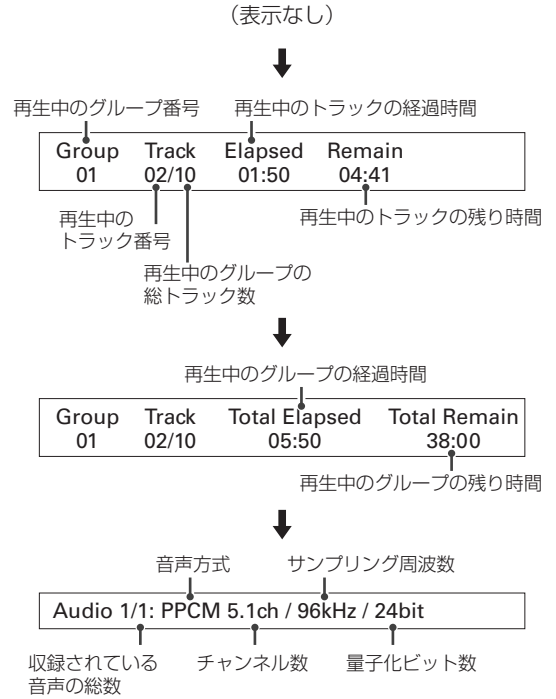 （表示なし）
再生中のグループ番号 再生中のトラックの経過時間
Group Track Elapsed Remain
01 02/10 01:50 04:41
再生中の
トラック番号
再生中のトラックの残り時間
再生中のグループの
総トラック数
再生中のグループの経過時間
Group Track Total Elapsed Total Remain
01 02/10 05:50 38:00
再生中のグループの残り時間
音声方式 サンプリング周波数
Audio 1/1: PPCM 5.1ch / 96kHz / 24bit
収録されている
音声の総数
チャンネル数 量子化ビット数